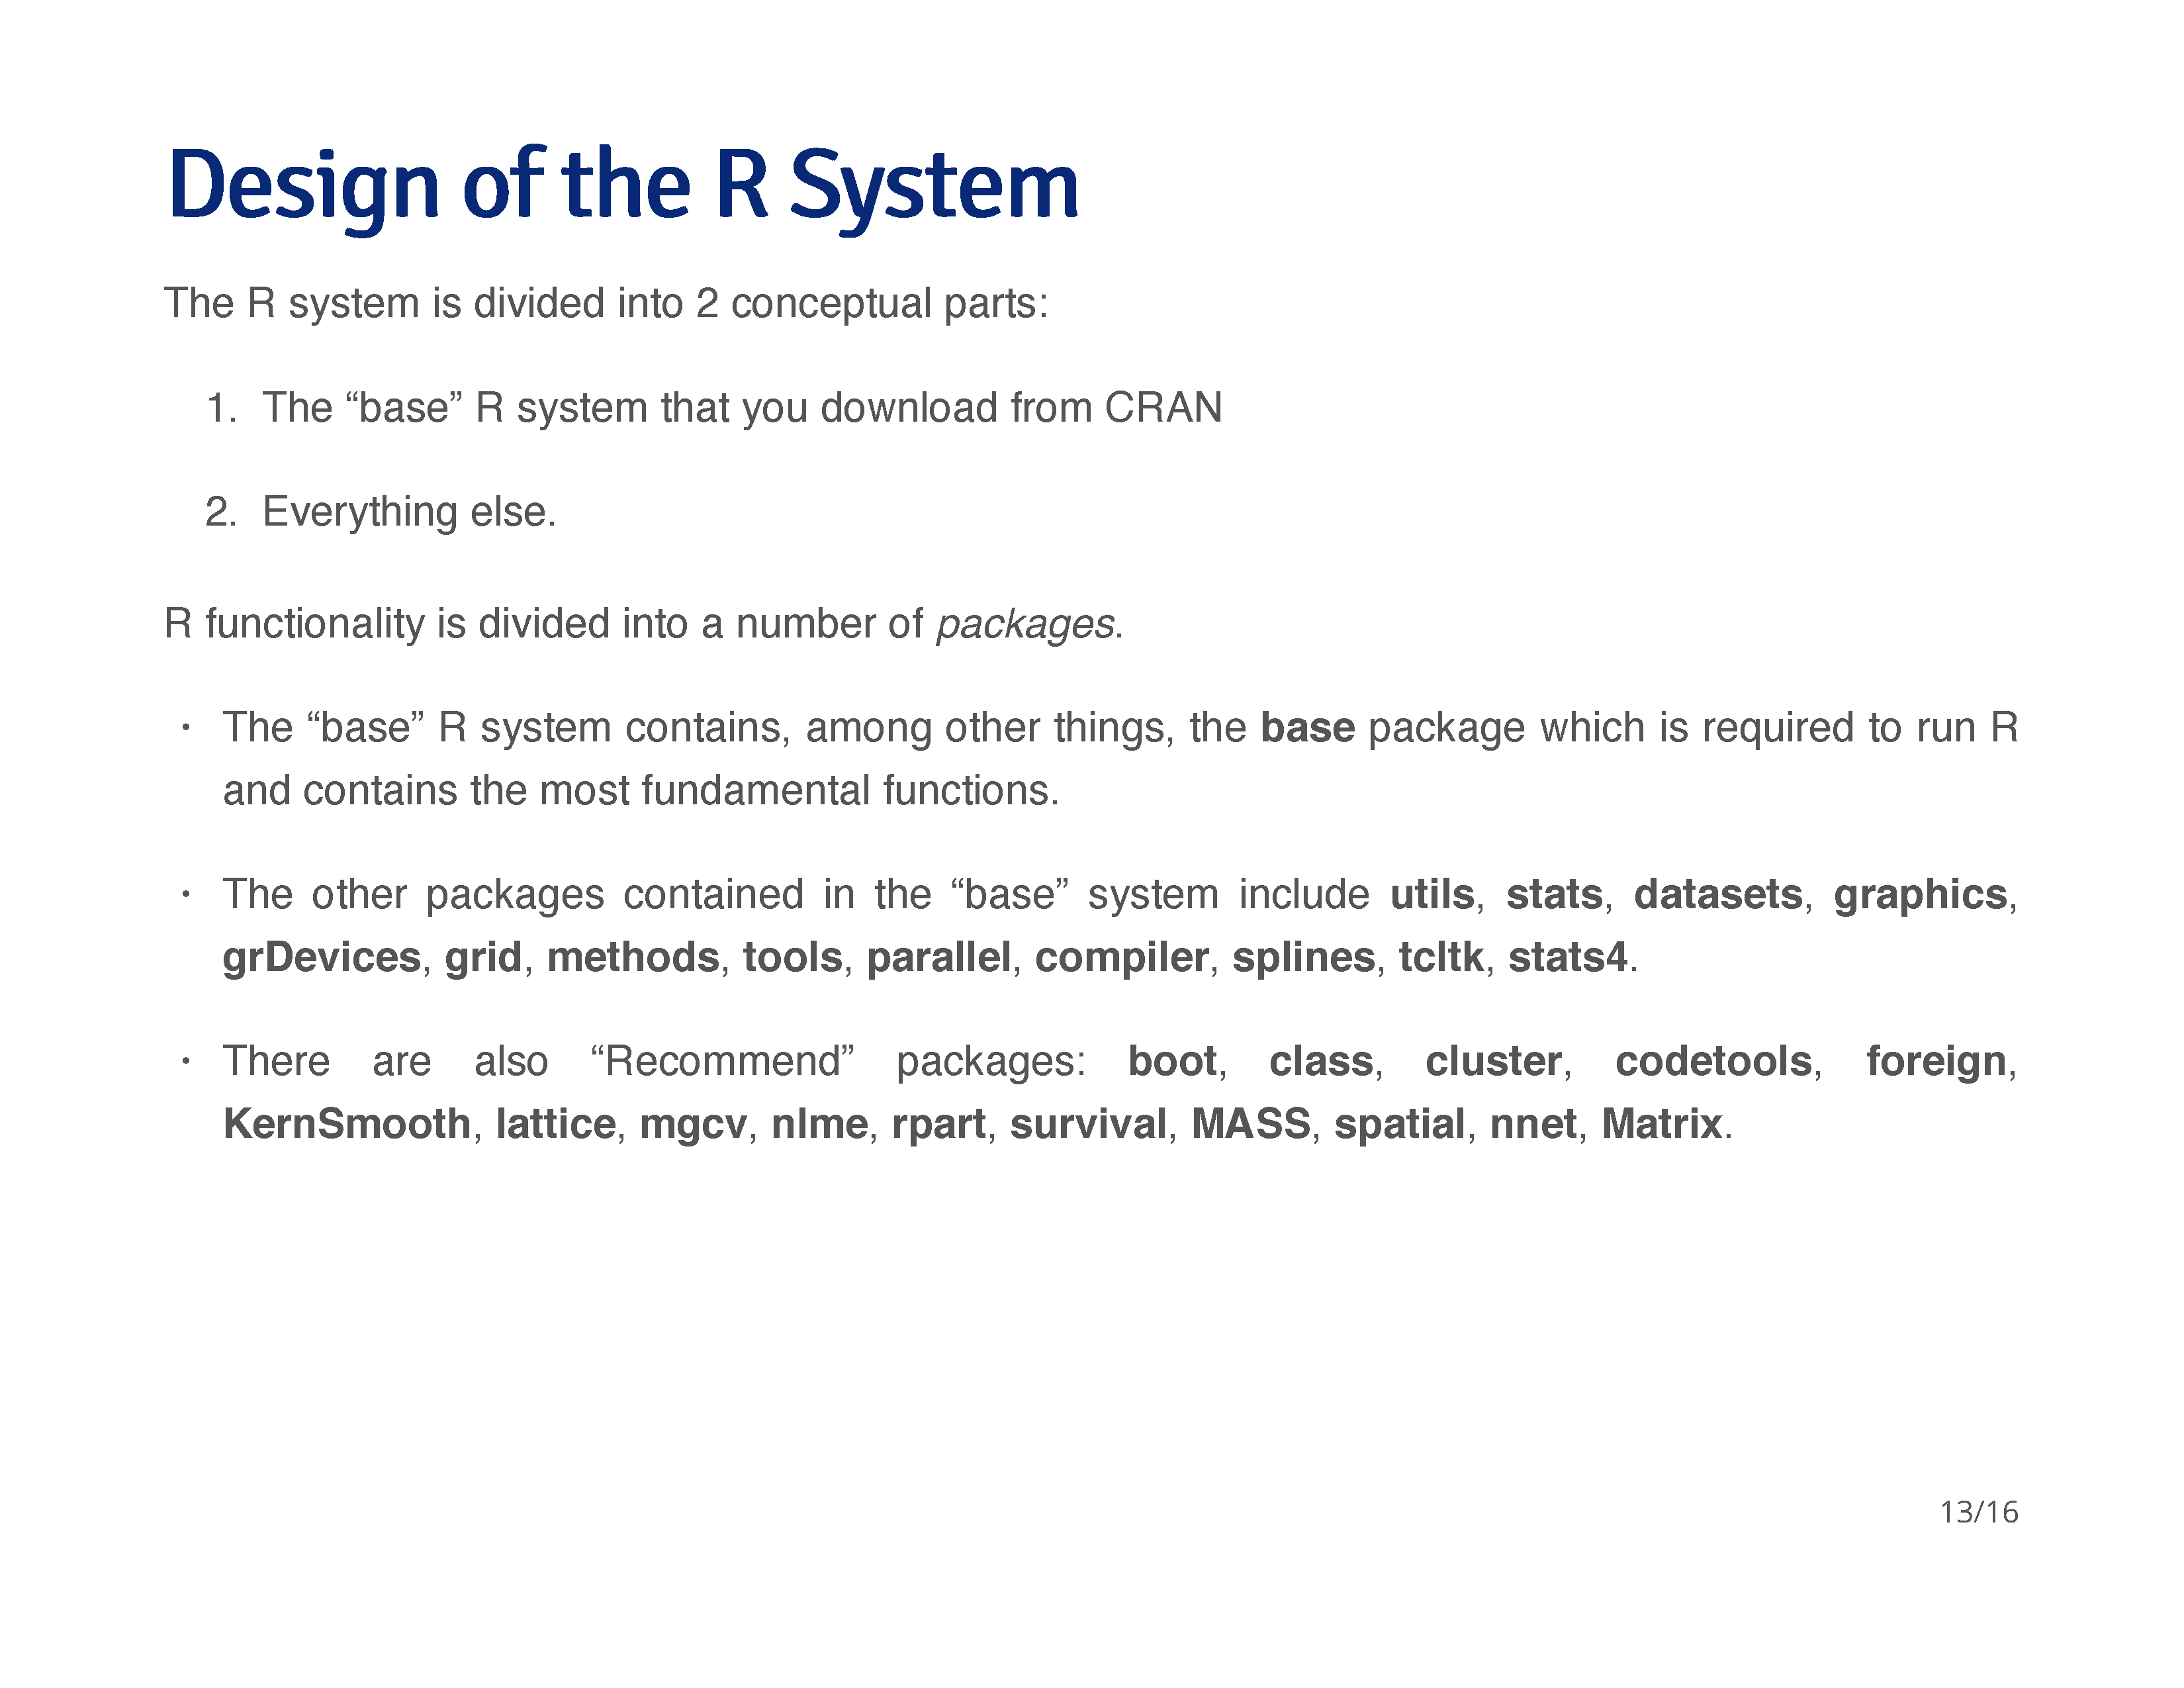 Design of the R System
The R system is divided into 2 conceptual parts:
1. The “base” R system that you download from CRAN
2. Everything else.
R functionality is divided into a number of packages.
· The “base” R system contains, among other things, the base package which is required to run R
and contains the most fundamental functions.
· The other packages contained in the “base” system include utils, stats, datasets, graphics,
grDevices, grid, methods, tools, parallel, compiler, splines, tcltk, stats4.
· There are also “Recommend” packages: boot, class, cluster, codetools, foreign,
KernSmooth, lattice, mgcv, nlme, rpart, survival, MASS, spatial, nnet, Matrix.
13/16